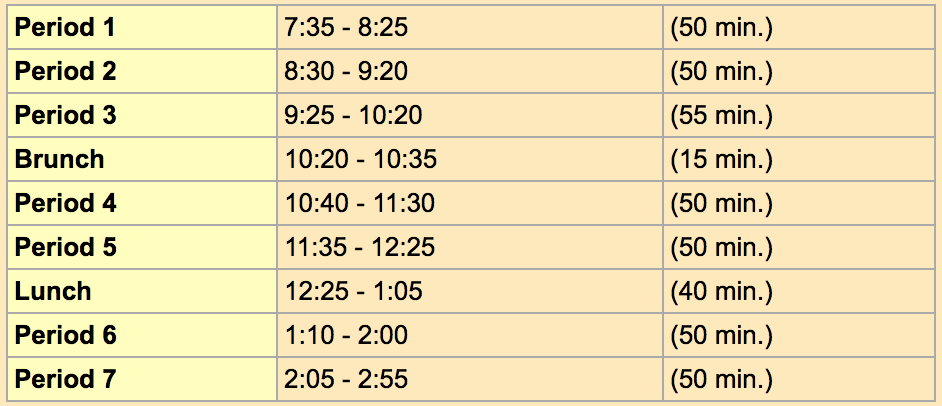 Period 1 7:35 - 8:25 (50 min.)
Period 2 8:30 - 9:20 (50 min.)
Period 3 9:25 - 10:20 (55 min.)
Brunch 10:20 - 10:35 (15 min.)
Period 4 10:40 - 11:30 (50 min.)
Period 5 11:35 - 12:25 (50 min.)
Lunch 12:25 - 1:05 (40 min.)
Period 6 1:10 - 2:00 (50 min.)
Period 7 2:05 - 2:55 (50 min.)